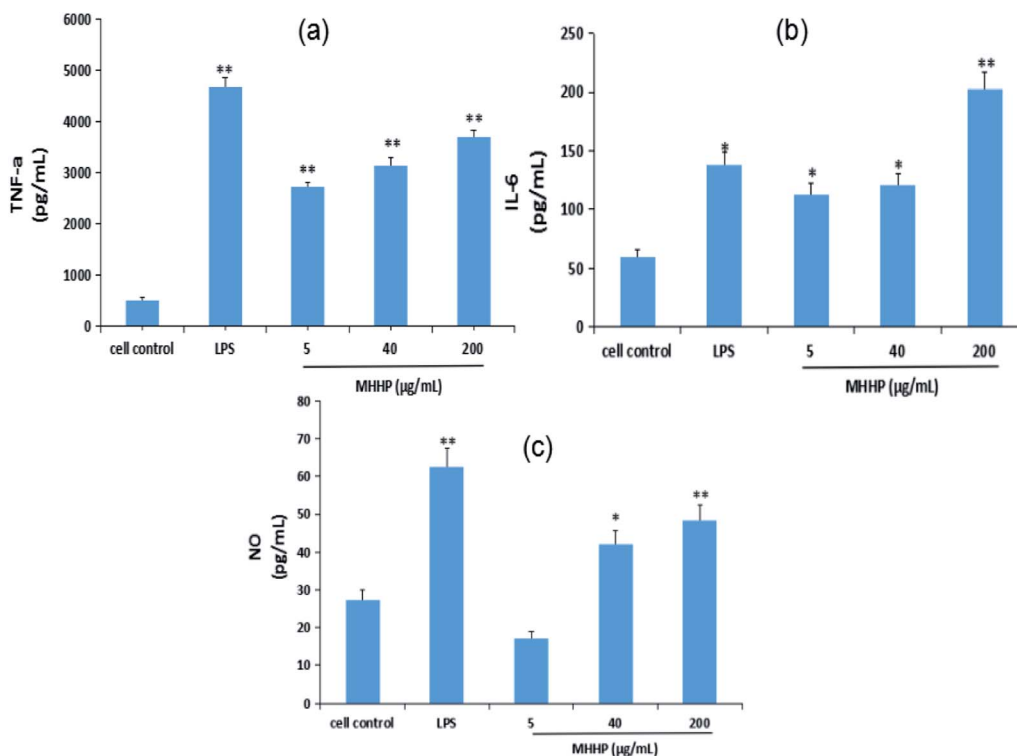 (a)
TNF-a
(pg/mL)
6000
5000
4000
3000
2000
1000
0
**
**
**
**
cell control LPS 5 40 200
MHHP (µg/mL)
(b)
IL-6
(pg/mL)
250
200
150
100
50
0
*
*
*
**
cell control LPS 5 40 200
MHHP (µg/mL)
(c)
NO
(pg/mL)
80
70
60
50
40
30
20
10
0
**
*
**
cell control LPS 5 40 200
MHHP (µg/mL)